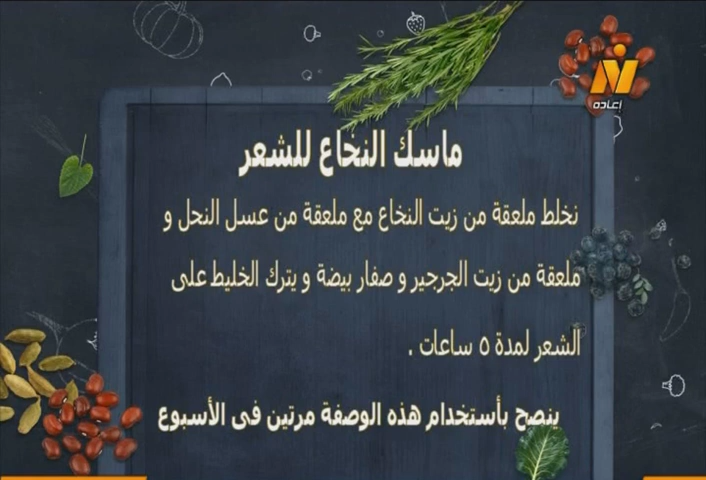 إعاده
ماسك النخاع للشعر
نخلط ملعقة من زيت النخاع مع ملعقة من عسل النحل و
ملعقة من زيت الجرجير و صفار بيضة و يترك الخليط على
الشعر لمدة ٥ ساعات .
ينصح بأستخدام هذه الوصفة مرتين فى الأسبوع